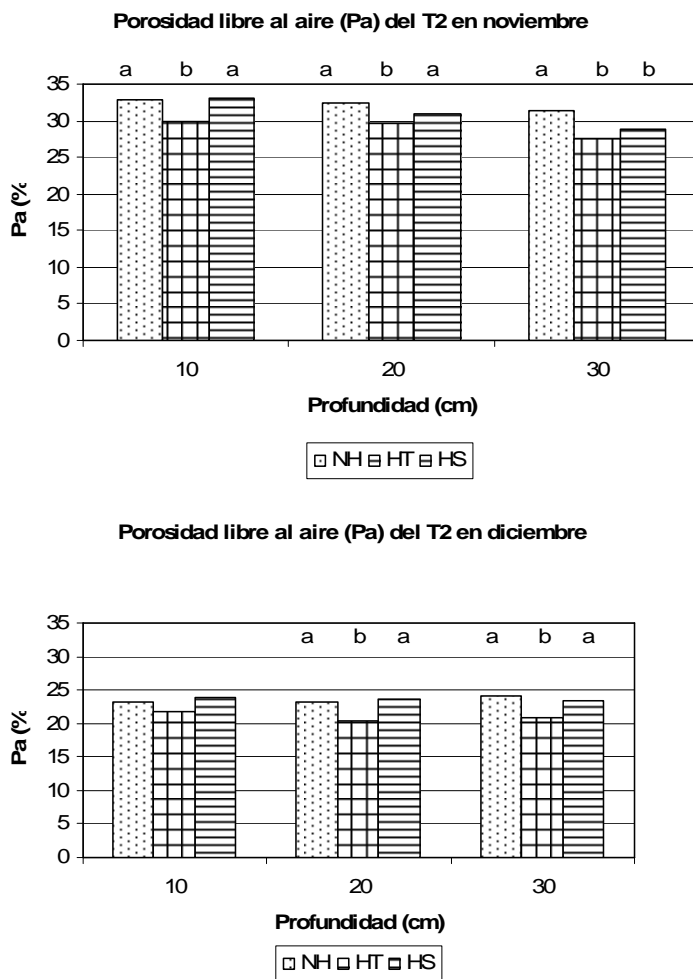 Porosidad libre al aire (Pa) del T2 en noviembre
a b a a b a a b b
35
30
25
20
15
10
5
0
Pa (%
10 20 30
Profundidad (cm)
NH HT HS
Porosidad libre al aire (Pa) del T2 en diciembre
35
a b a a b a
30
25
20
15
10
5
0
Pa (%
10 20 30
Profundidad (cm)
NH HT HS